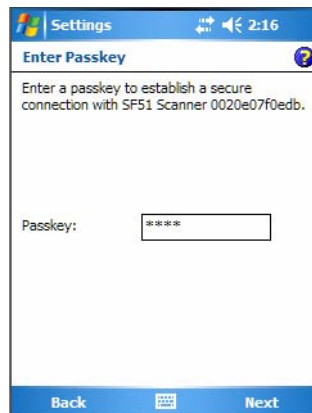 Settings 2:16
Enter Passkey
Enter a passkey to establish a secure
connection with SF51 Scanner 0020e07f0edb.
Passkey: ****
Back Next